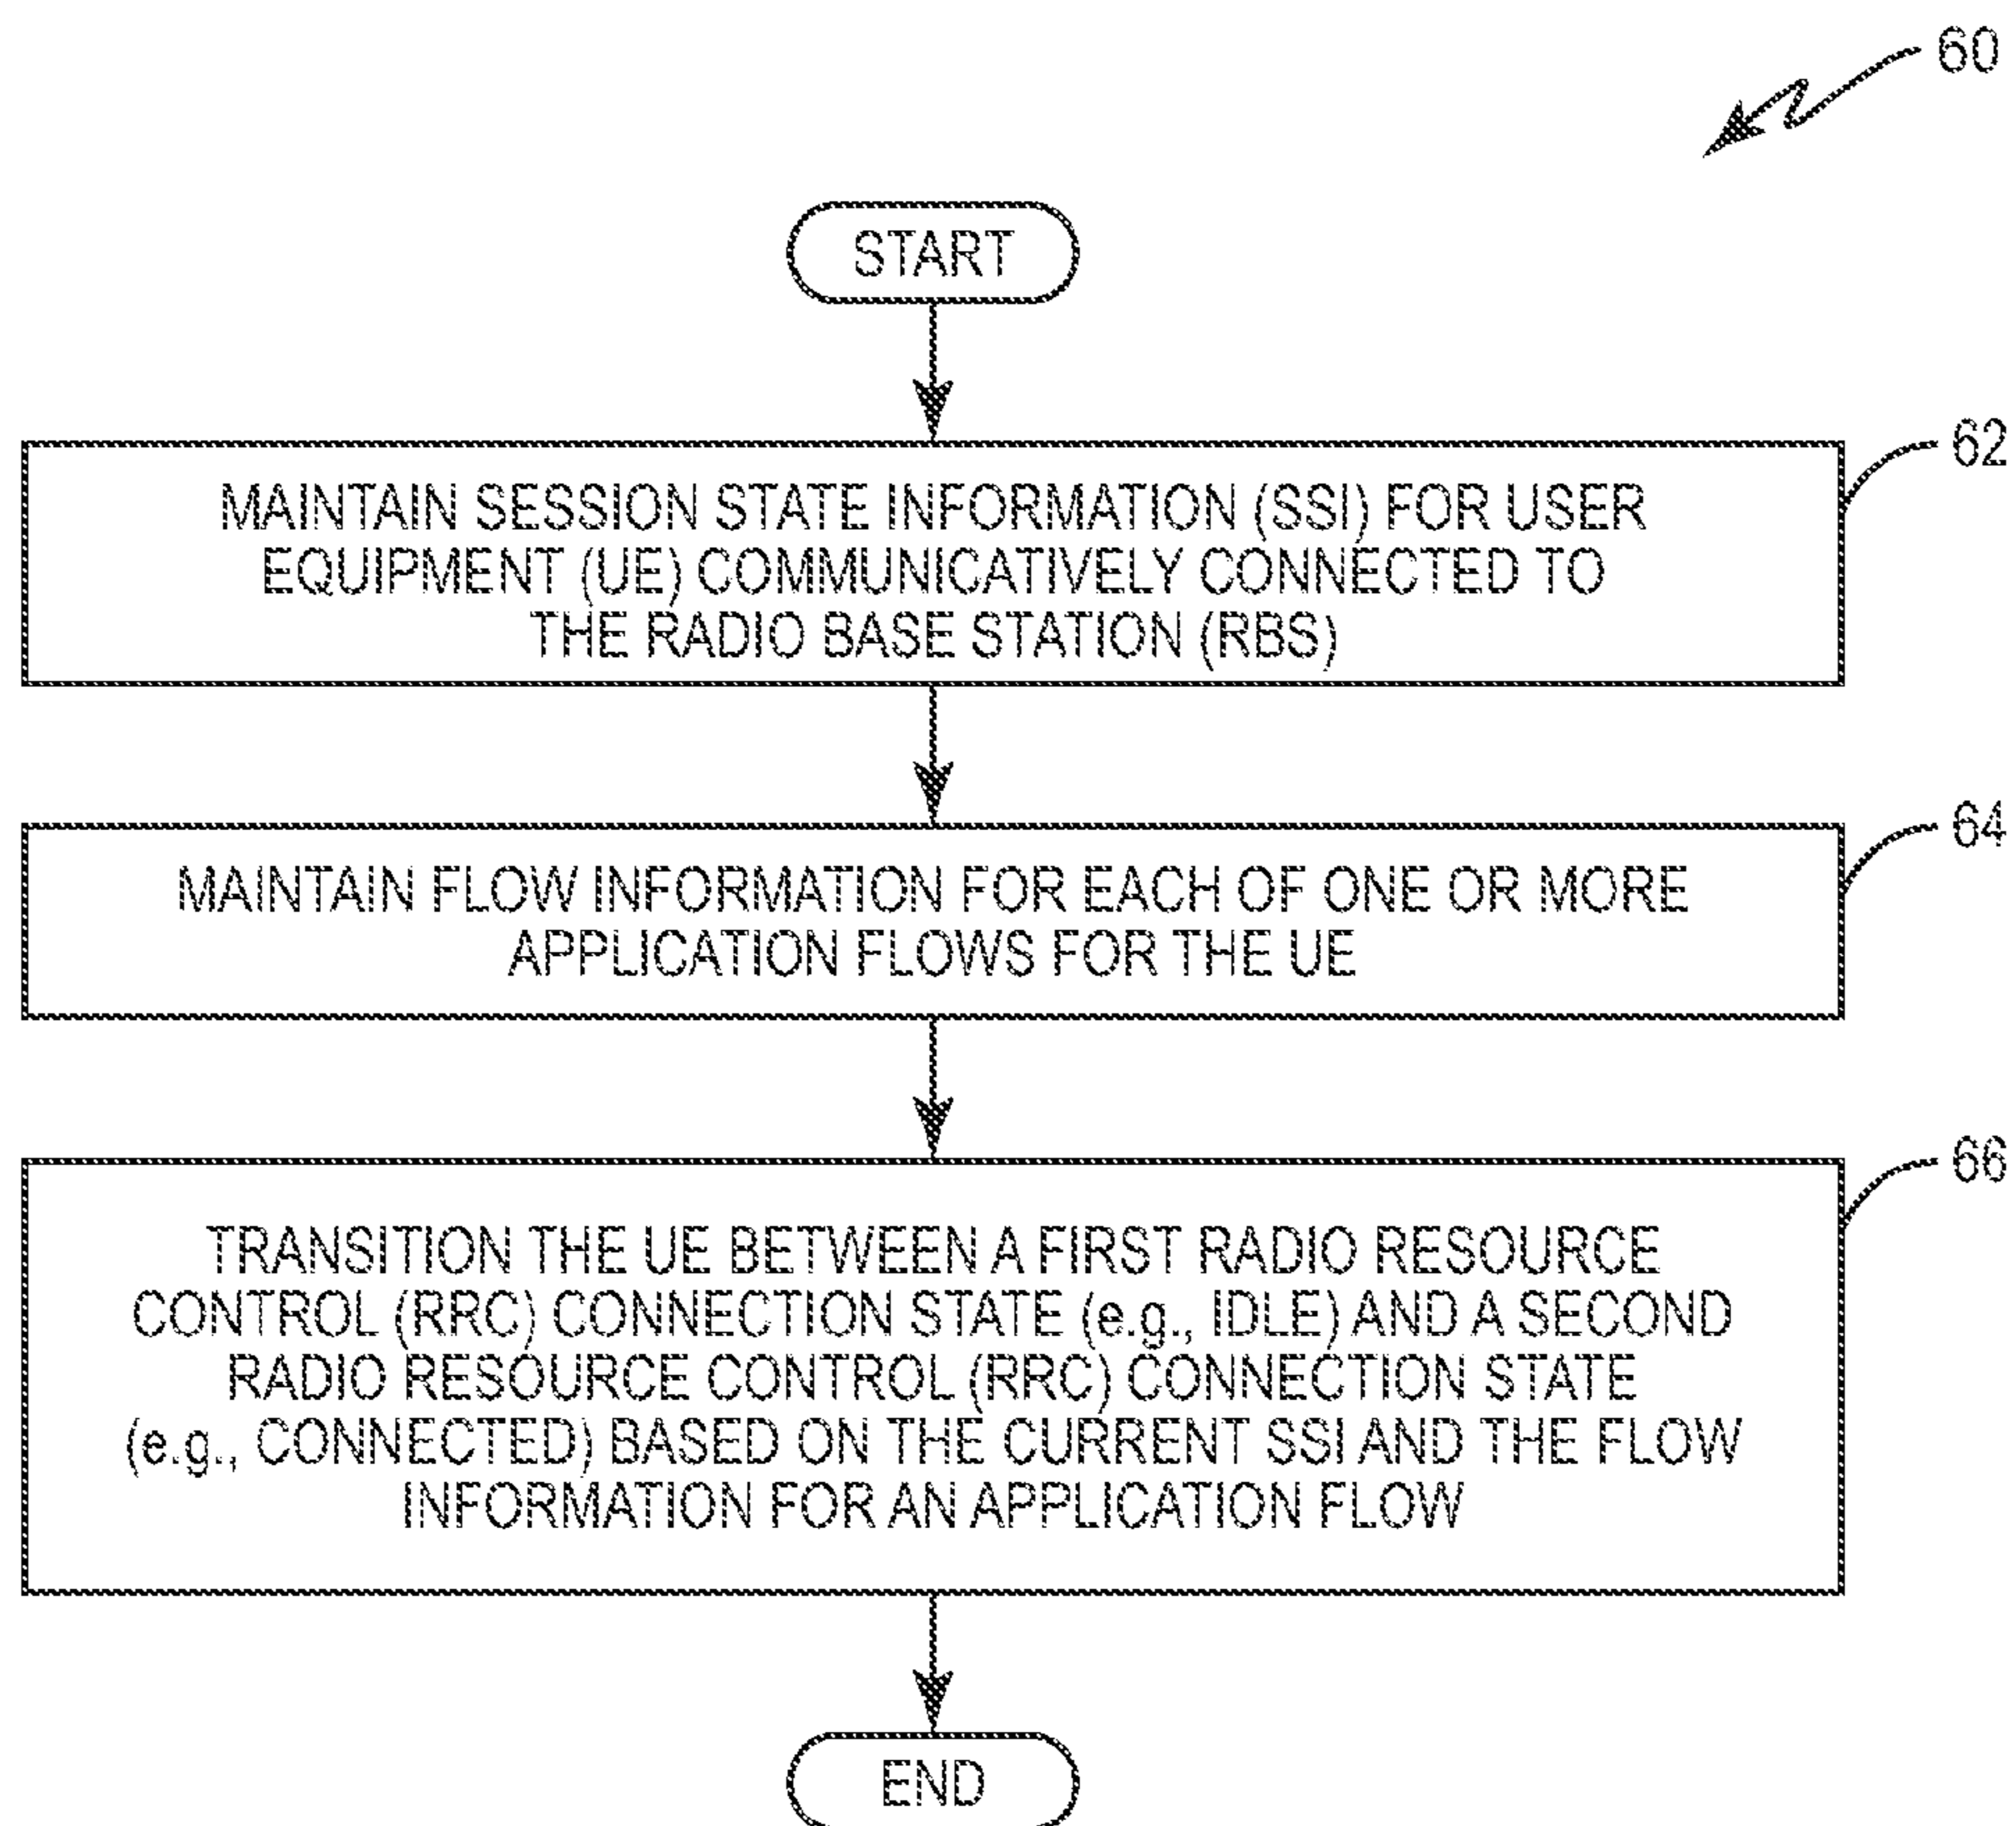 60
START
62
MAINTAIN SESSION STATE INFORMATION (SSI) FOR USER
EQUIPMENT (UE) COMMUNICATIVELY CONNECTED TO
THE RADIO BASE STATION (RBS)
64
MAINTAIN FLOW INFORMATION FOR EACH OF ONE OR MORE
APPLICATION FLOWS FOR THE UE
66
TRANSITION THE UE BETWEEN A FIRST RADIO RESOURCE
CONTROL (RRC) CONNECTION STATE (e.g., IDLE) AND A SECOND
RADIO RESOURCE CONTROL (RRC) CONNECTION STATE
(e.g., CONNECTED) BASED ON THE CURRENT SSI AND THE FLOW
INFORMATION FOR AN APPLICATION FLOW
END